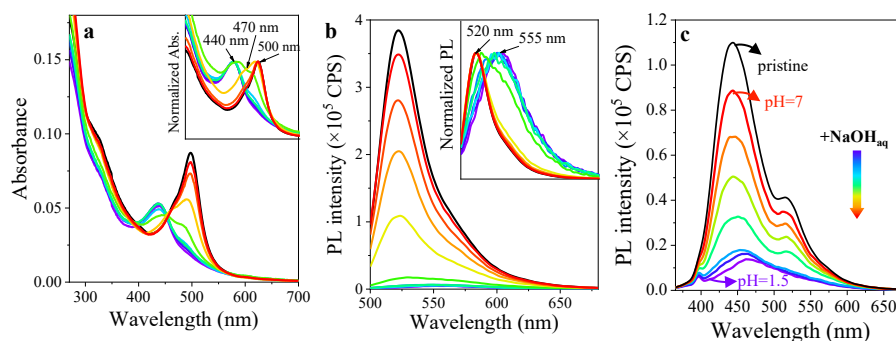 a
0.15
0.10
0.05
0.00
Absorbance
300
400
500
600
700
Wavelength (nm)
Normalized Abs.
470 nm
440 nm
500 nm
b
4
3
2
1
0
PL intensity (×10⁵ CPS)
500
550
600
650
Wavelength (nm)
Normalized PL
520 nm
555 nm
c
1.2
1.0
0.8
0.6
0.4
0.2
0.0
PL intensity (×10⁵ CPS)
400
450
500
550
600
650
Wavelength (nm)
pristine
pH=7
+NaOHaq
pH=1.5